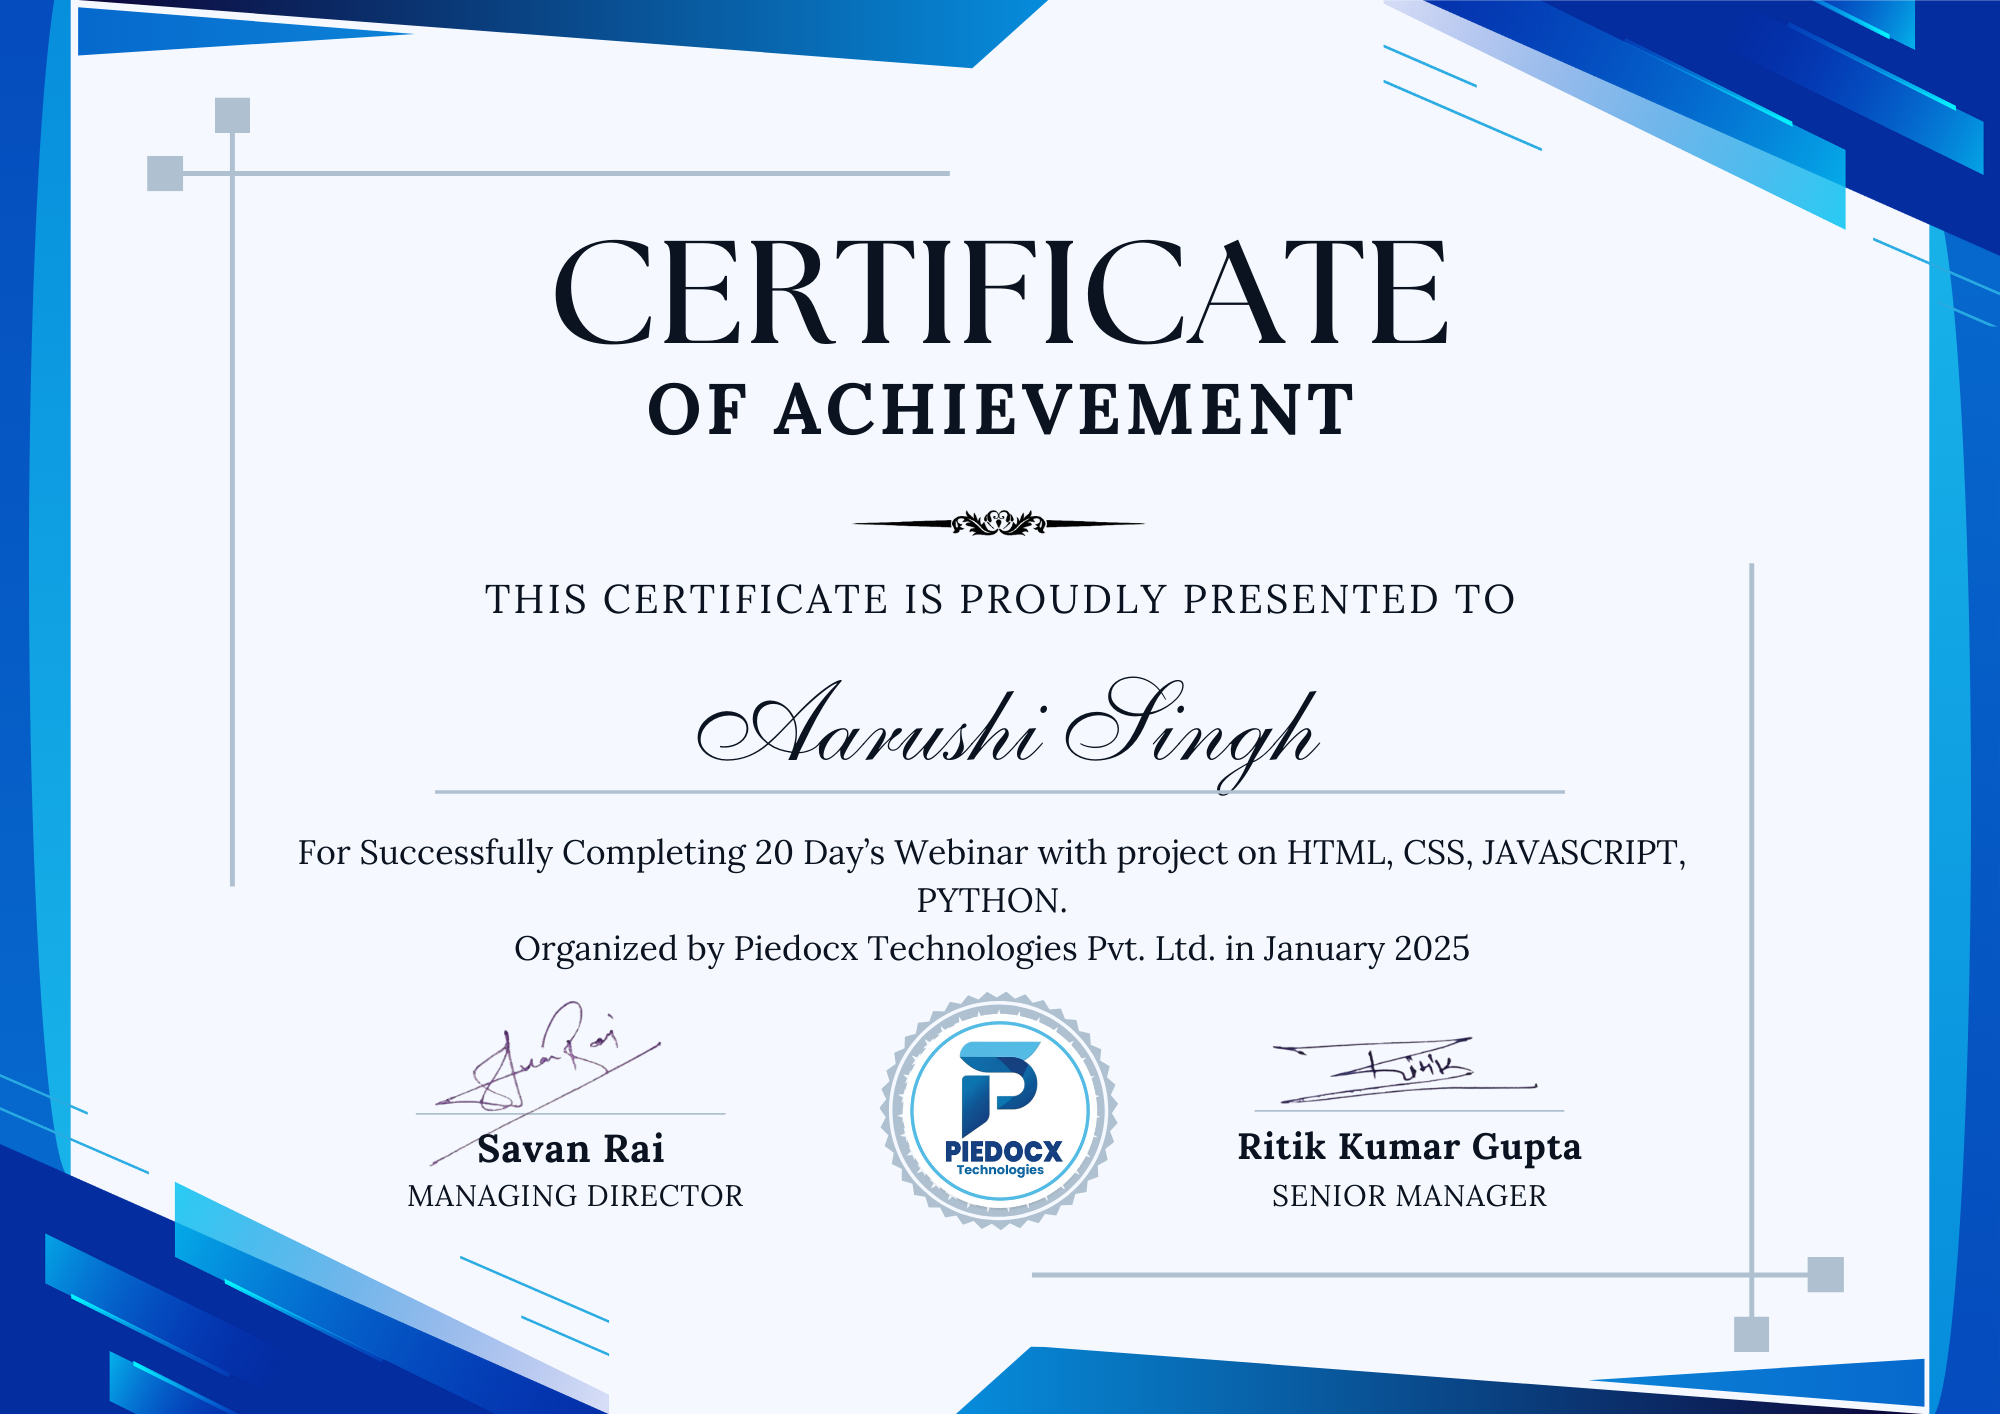 CERTIFICATE
OF ACHIEVEMENT
THIS CERTIFICATE IS PROUDLY PRESENTED TO
Aarushi Singh
For Successfully Completing 20 Day’s Webinar with project on HTML, CSS, JAVASCRIPT,
PYTHON.
Organized by Piedocx Technologies Pvt. Ltd. in January 2025
Savan Rai
MANAGING DIRECTOR
PIEDOCX
Technologies
Ritik
Ritik Kumar Gupta
SENIOR MANAGER